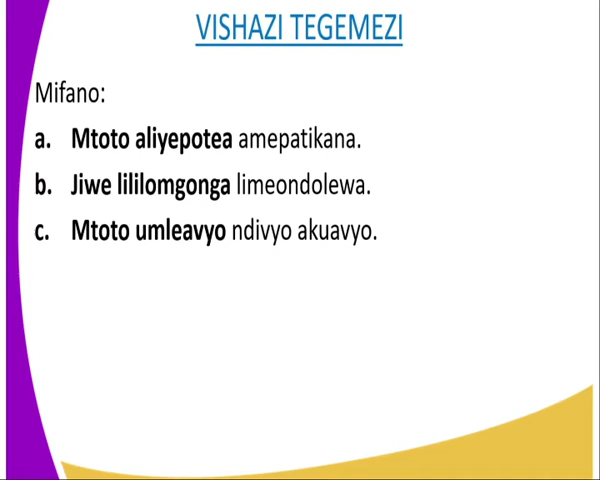 VISHAZI TEGEMEZI
Mifano:
a. Mtoto aliyepotea amepatikana.
b. Jiwe lililomgonga limeondolewa.
c. Mtoto umleavyo ndivyo akuavyo.